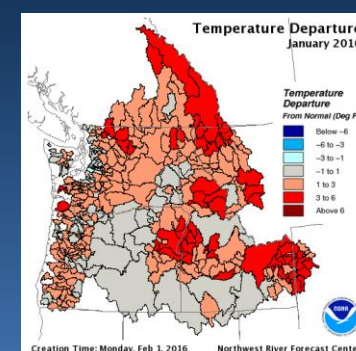 Temperature Departure
January 2016
Temperature
Departure
From Normal (Deg F
Below -6
-6 to -3
-3 to -1
-1 to 1
1 to 3
3 to 6
Above 6
noaa
Creation Time: Monday, Feb 1, 2016 Northwest River Forecast Cente